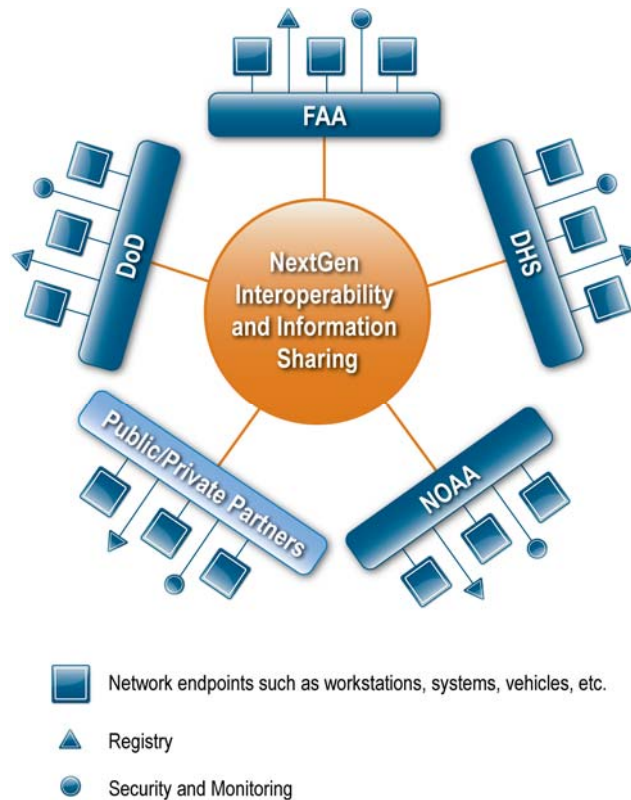 FAA
DoD
DHS
NextGen
Interoperability
and Information
Sharing
Public/Private Partners
NOAA
Network endpoints such as workstations, systems, vehicles, etc.
Registry
Security and Monitoring